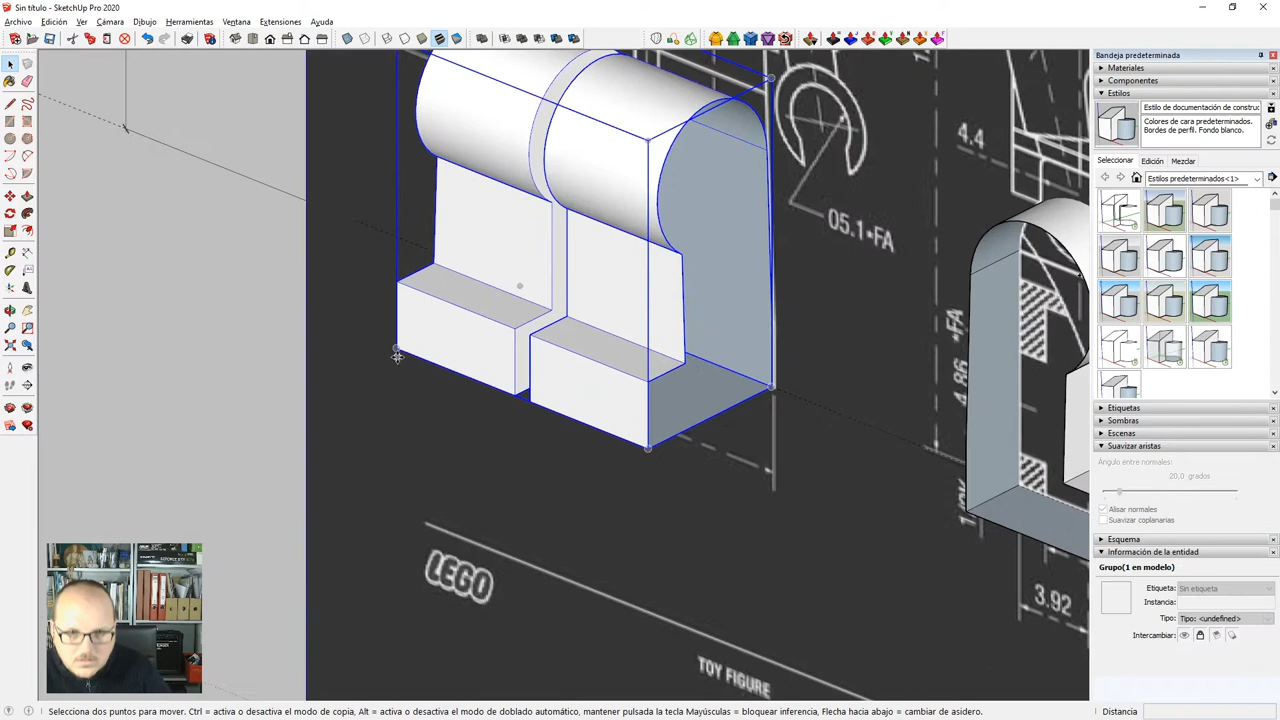 Sin título - SketchUp Pro 2020
Archivo Edición Ver Cámara Dibujo Herramientas Ventana Extensiones Ayuda
Bandeja predeterminada
Materiales
Componentes
Estilos
Estilo de documentación de construc
Colores de cara predeterminados.
Bordes de perfil. Fondo blanco.
Seleccionar Edición Mezclar
Estilos predeterminados<1>
4.4
05.1*FA
4.86 *FA
3.92
LEGO
TOY FIGURE
Etiquetas
Sombras
Escenas
Suavizar aristas
Ángulo entre normales:
20,0 grados
Alisar normales
Suavizar coplanarias
Esquema
Información de la entidad
Grupo(1 en modelo)
Etiqueta: Sin etiqueta
Instancia:
Tipo: Tipo: <undefined>
Intercambiar:
Selecciona dos puntos para mover. Ctrl = activa o desactiva el modo de copia, Alt = activa o desactiva el modo de doblado automático, mantener pulsada la tecla Mayúsculas = bloquear inferencia, Flecha hacia abajo = cambiar de asidero.
Distancia